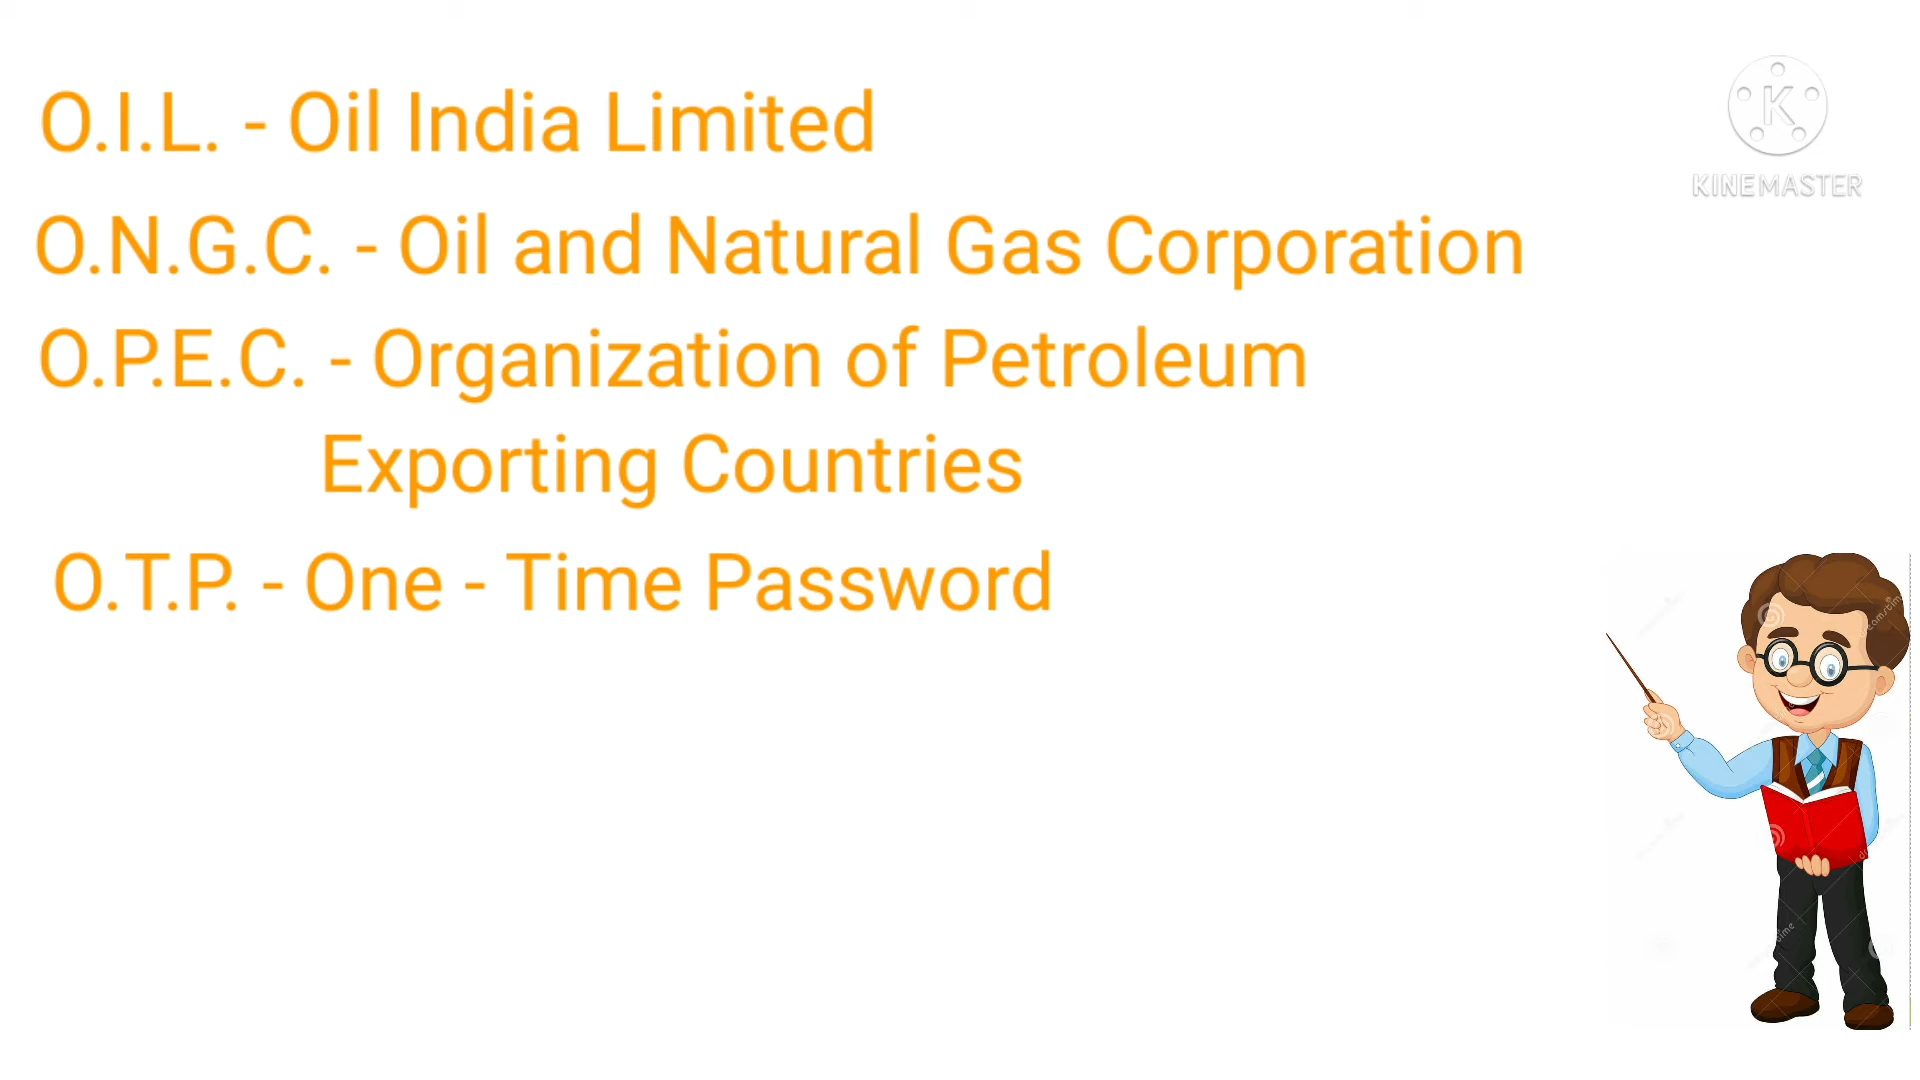 O.I.L. - Oil India Limited
KINEMASTER
O.N.G.C. - Oil and Natural Gas Corporation
O.P.E.C. - Organization of Petroleum
Exporting Countries
O.T.P. - One - Time Password